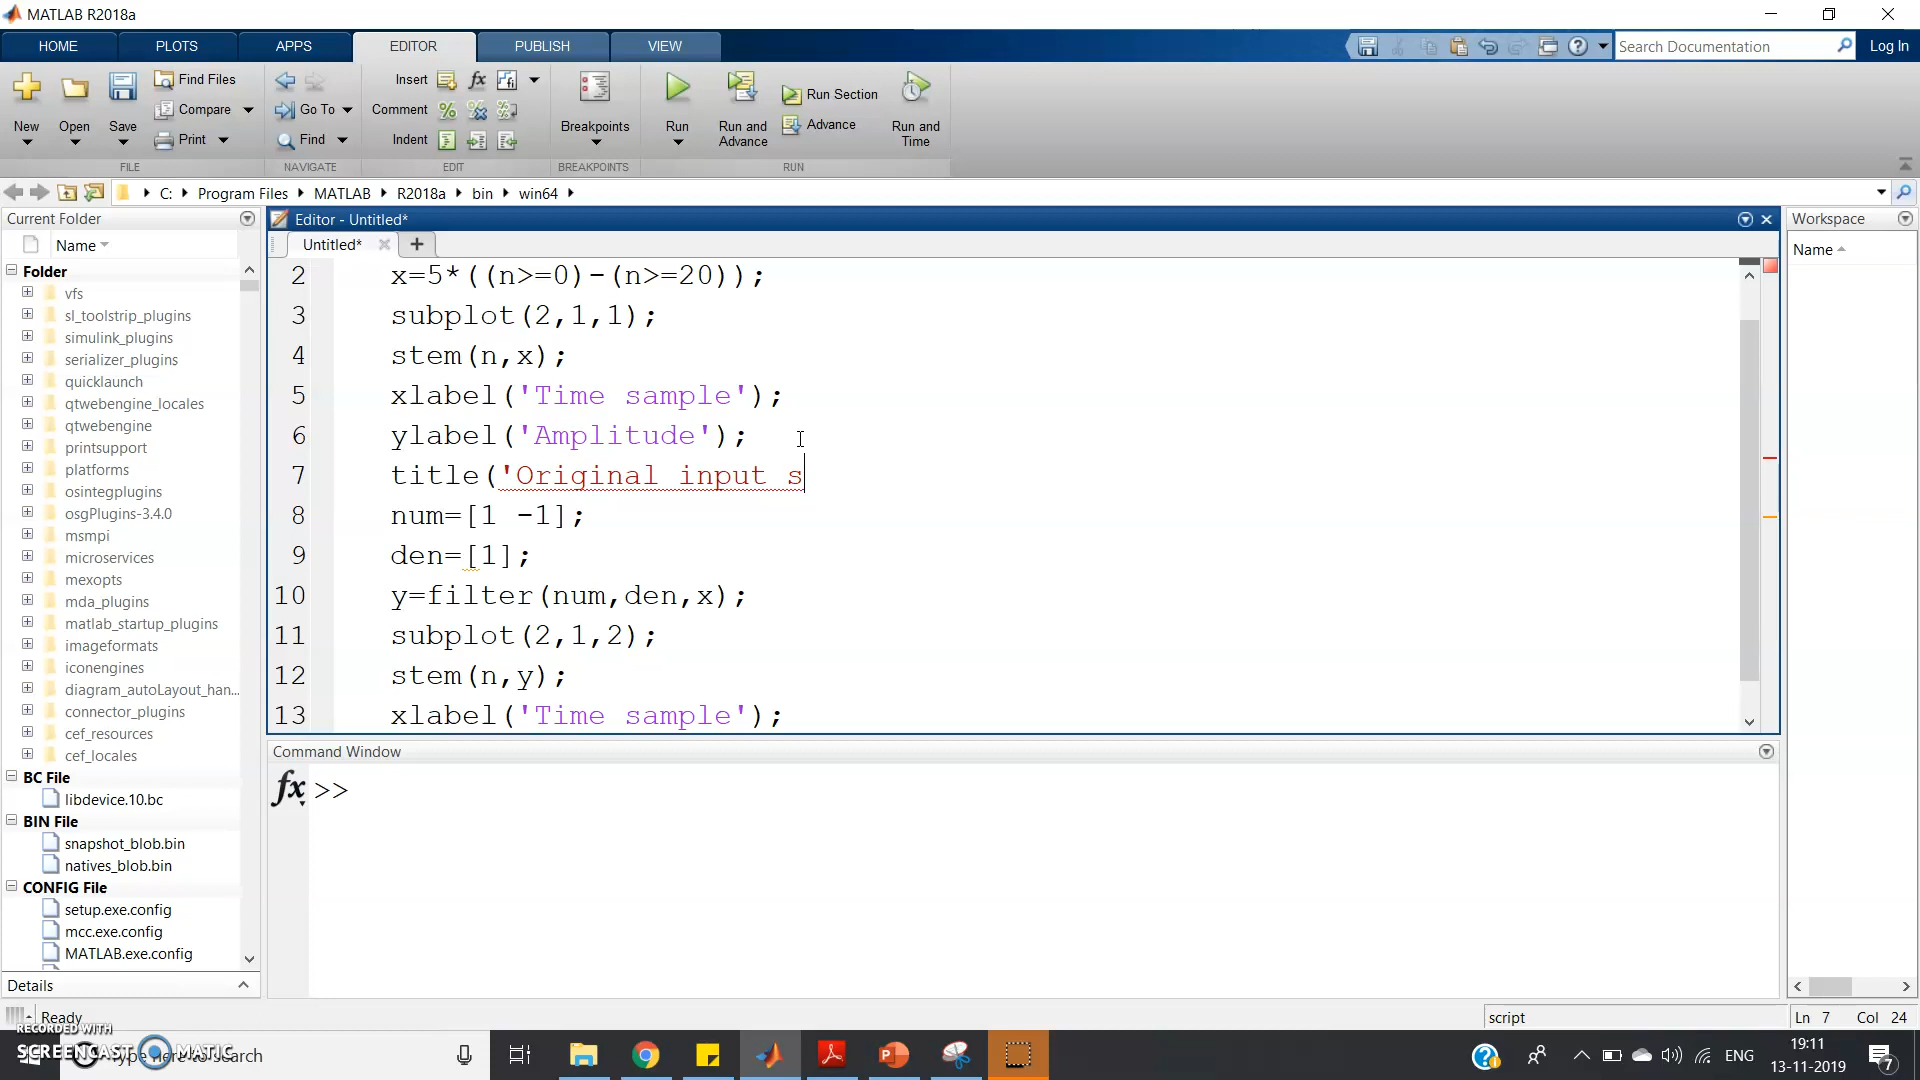 MATLAB R2018a
HOME PLOTS APPS EDITOR PUBLISH VIEW
Search Documentation Log In
New Open Save
Find Files
Compare
Print
Go To
Find
Insert
Comment
Indent
Breakpoints
Run
Run and Advance
Run Section
Advance
Run and Time
FILE NAVIGATE EDIT BREAKPOINTS RUN
C: Program Files MATLAB R2018a bin win64
Current Folder
Name
Folder
vfs
sl_toolstrip_plugins
simulink_plugins
serializer_plugins
quicklaunch
qtwebengine_locales
qtwebengine
printsupport
platforms
osintegplugins
osgPlugins-3.4.0
msmpi
microservices
mexopts
mda_plugins
matlab_startup_plugins
imageformats
iconengines
diagram_autoLayout_han...
connector_plugins
cef_resources
cef_locales
BC File
libdevice.10.bc
BIN File
snapshot_blob.bin
natives_blob.bin
CONFIG File
setup.exe.config
mcc.exe.config
MATLAB.exe.config
Details
Editor - Untitled*
Untitled*
2 x=5*((n>=0)-(n>=20));
3 subplot(2,1,1);
4 stem(n,x);
5 xlabel('Time sample');
6 ylabel('Amplitude');
7 title('Original input s
8 num=[1 -1];
9 den=[1];
10 y=filter(num,den,x);
11 subplot(2,1,2);
12 stem(n,y);
13 xlabel('Time sample');
Command Window
fx >>
Workspace
Name
Ready
script
Ln 7 Col 24
RECORDED WITH
SCREENCAST MATIC
Type here to search
ENG
19:11
13-11-2019
7